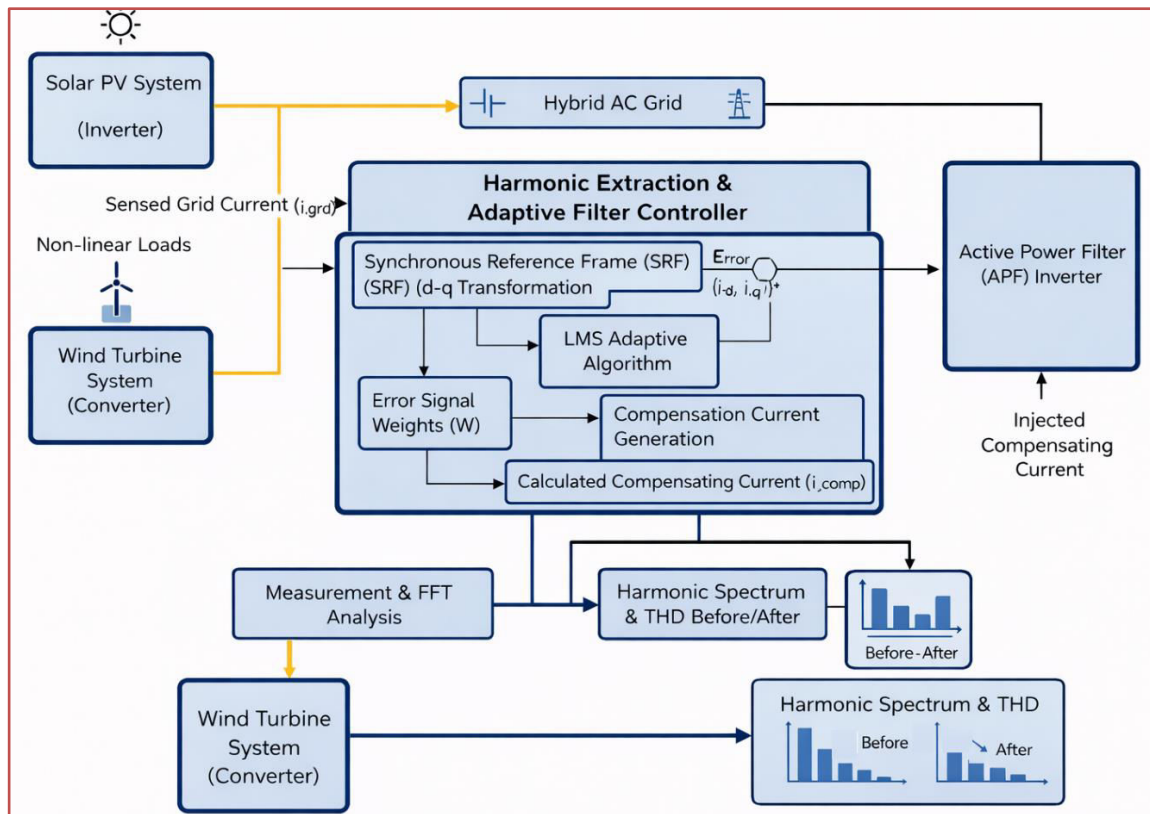 Solar PV System
(Inverter)
Hybrid AC Grid
Harmonic Extraction &
Adaptive Filter Controller
Sensed Grid Current (i,grd)
Non-linear Loads
Wind Turbine
System
(Converter)
Synchronous Reference Frame (SRF)
(SRF) (d-q Transformation
Error
(i-d, i,q')+
LMS Adaptive
Algorithm
Error Signal
Weights (W)
Compensation Current
Generation
Calculated Compensating Current (i,comp)
Active Power Filter
(APF) Inverter
Injected
Compensating
Current
Measurement & FFT
Analysis
Harmonic Spectrum
& THD Before/After
Before-After
Wind Turbine
System
(Converter)
Harmonic Spectrum & THD
Before
After